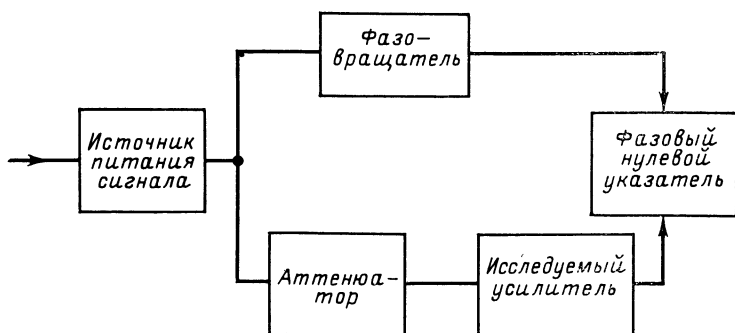 Фазо-
вращатель
Источник
питания
сигнала
Фазовый
нулевой
указатель
Аттенюа-
тор
Исследуемый
усилитель